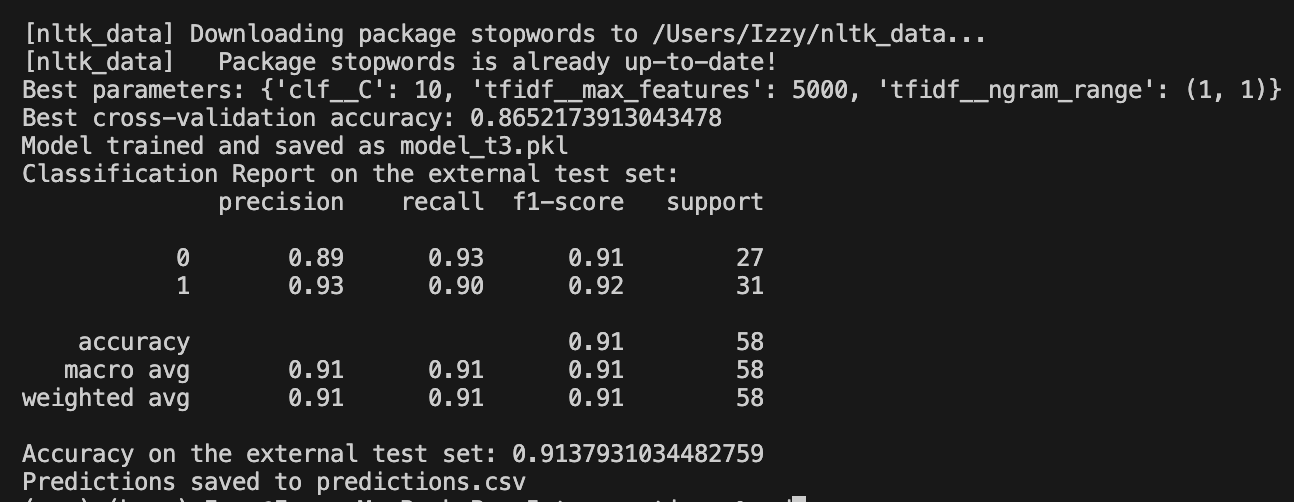 [nltk_data] Downloading package stopwords to /Users/Izzy/nltk_data...
[nltk_data]   Package stopwords is already up-to-date!
Best parameters: {'clf__C': 10, 'tfidf__max_features': 5000, 'tfidf__ngram_range': (1, 1)}
Best cross-validation accuracy: 0.8652173913043478
Model trained and saved as model_t3.pkl
Classification Report on the external test set:
              precision    recall  f1-score   support

           0       0.89      0.93      0.91        27
           1       0.93      0.90      0.92        31

    accuracy                           0.91        58
   macro avg       0.91      0.91      0.91        58
weighted avg       0.91      0.91      0.91        58

Accuracy on the external test set: 0.9137931034482759
Predictions saved to predictions.csv